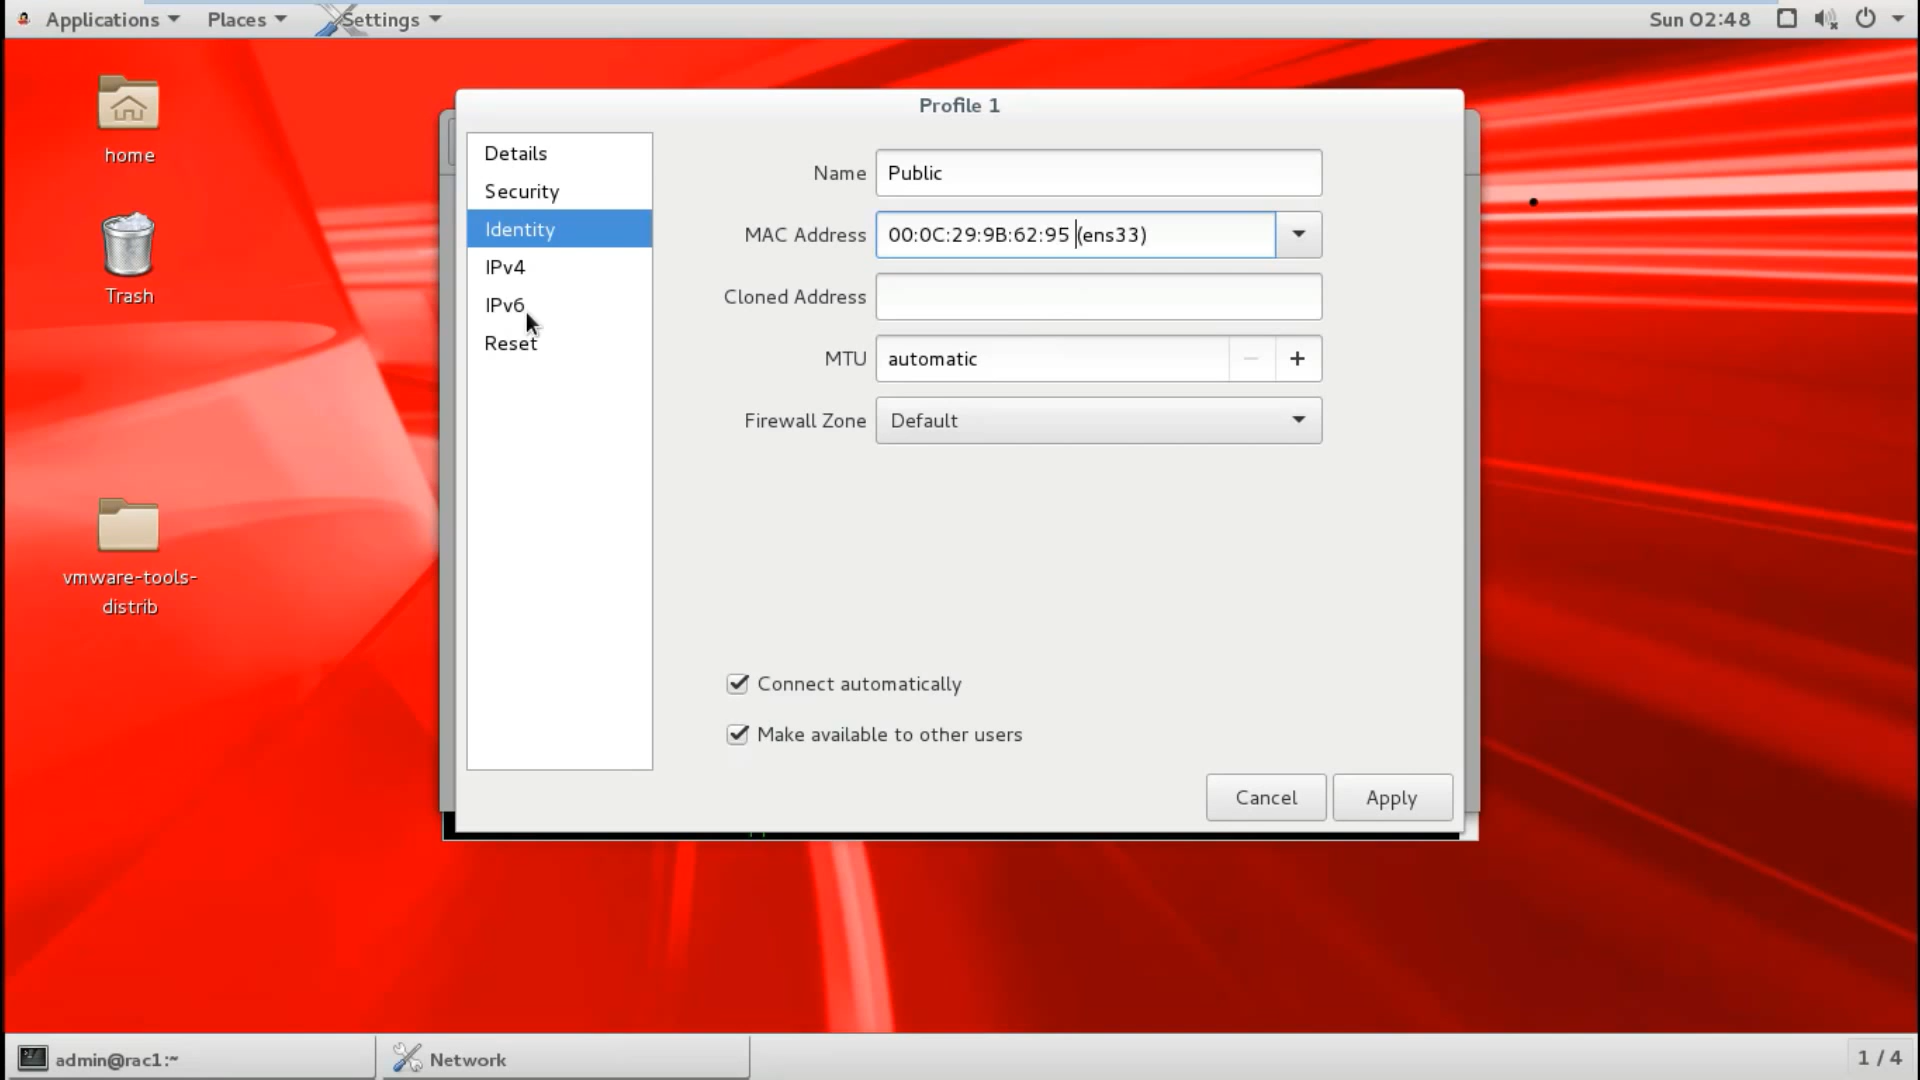 Applications Places Settings Sun 02:48
home
Trash
vmware-tools-
distrib
Profile 1
Details
Security
Identity
IPv4
IPv6
Reset
Name Public
MAC Address 00:0C:29:9B:62:95 (ens33)
Cloned Address
MTU automatic
Firewall Zone Default
Connect automatically
Make available to other users
Cancel Apply
admin@rac1:~ Network 1 / 4